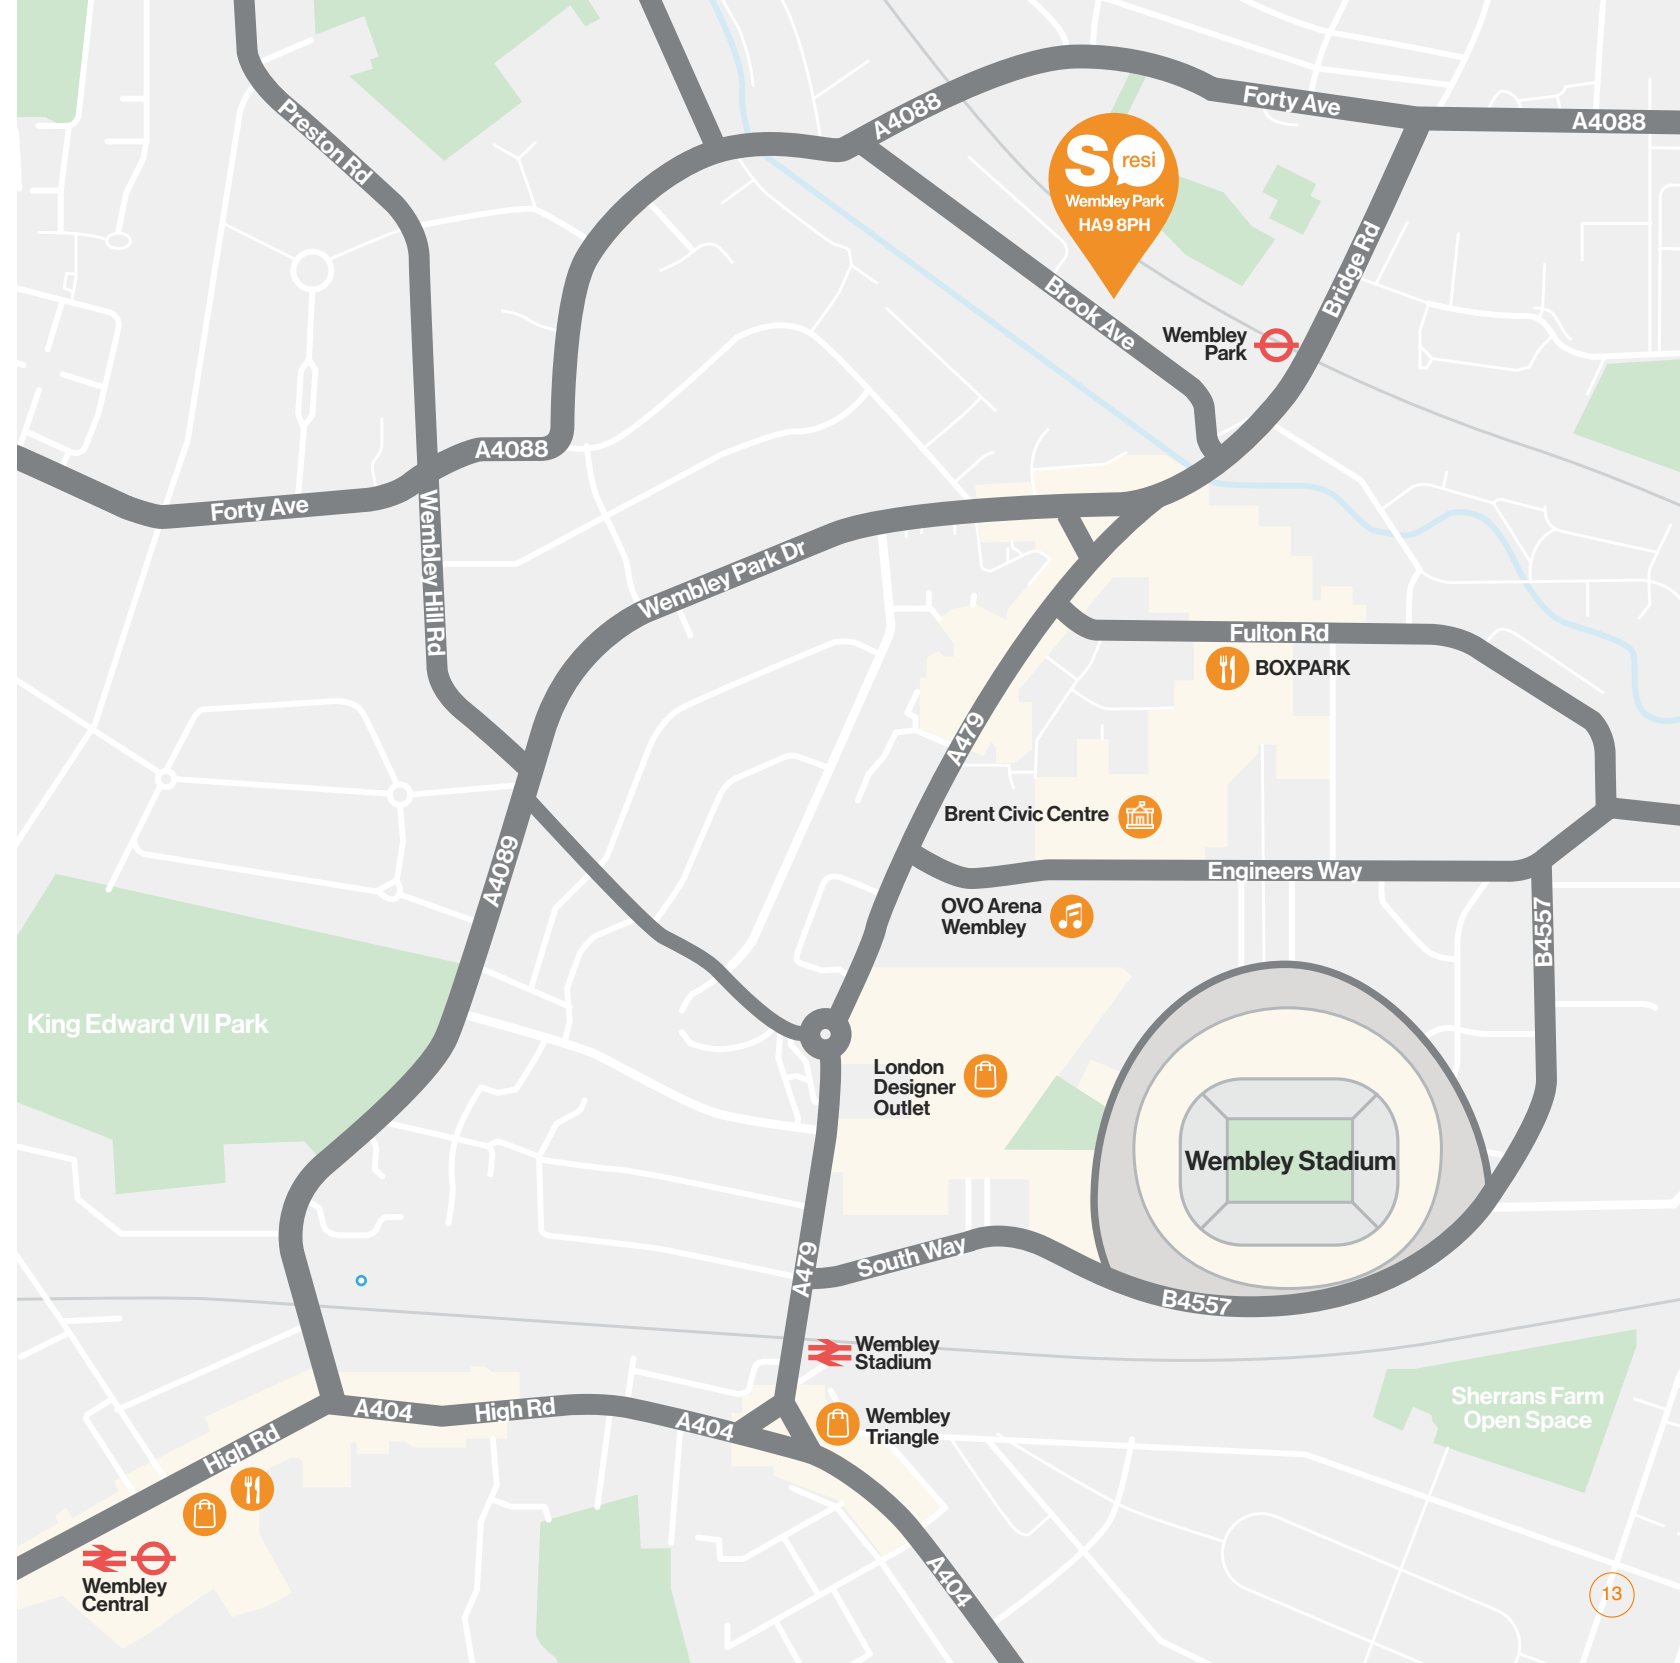 A4088
Forty Ave
A4088
Preston Rd
SO resi
Wembley Park
HA9 8PH
Bridge Rd
Brook Ave
Wembley
Park
A4088
Forty Ave
Wembley Hill Rd
Wembley Park Dr
Fulton Rd
BOXPARK
A479
Brent Civic Centre
A4089
Engineers Way
OVO Arena
Wembley
B4557
King Edward VII Park
London
Designer
Outlet
Wembley Stadium
A479
South Way
B4557
Wembley
Stadium
Sherrans Farm
Open Space
A404
High Rd
A404
Wembley
Triangle
High Rd
Wembley
Central
A404
13